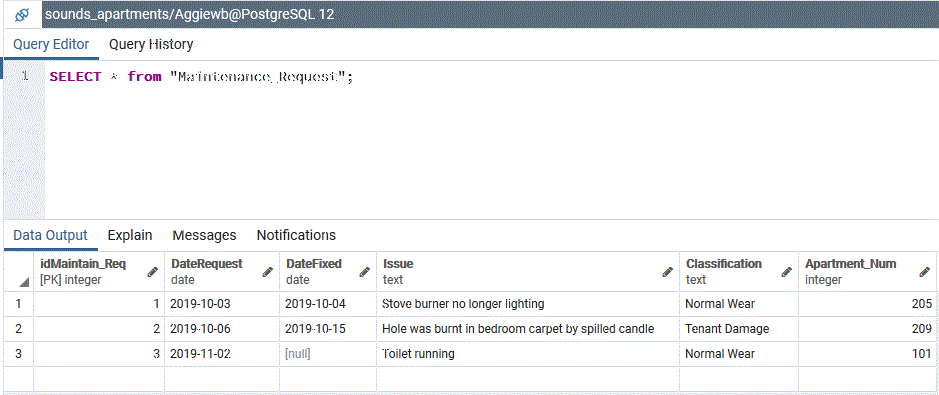 sounds_apartments/Aggiewb@PostgreSQL 12
Query Editor Query History
1 SELECT * from "Maintenance_Request";
Data Output Explain Messages Notifications
idMaintain_Req DateRequest DateFixed Issue Classification Apartment_Num
[PK] integer date date text text integer
1 1 2019-10-03 2019-10-04 Stove burner no longer lighting Normal Wear 205
2 2 2019-10-06 2019-10-15 Hole was burnt in bedroom carpet by spilled candle Tenant Damage 209
3 3 2019-11-02 [null] Toilet running Normal Wear 101